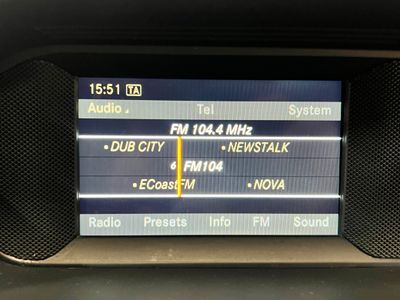 15:51 TA
Audio Tel System
FM 104.4 MHz
• DUB CITY • NEWSTALK
6 FM104
• ECoastFM • NOVA
Radio Presets Info FM Sound